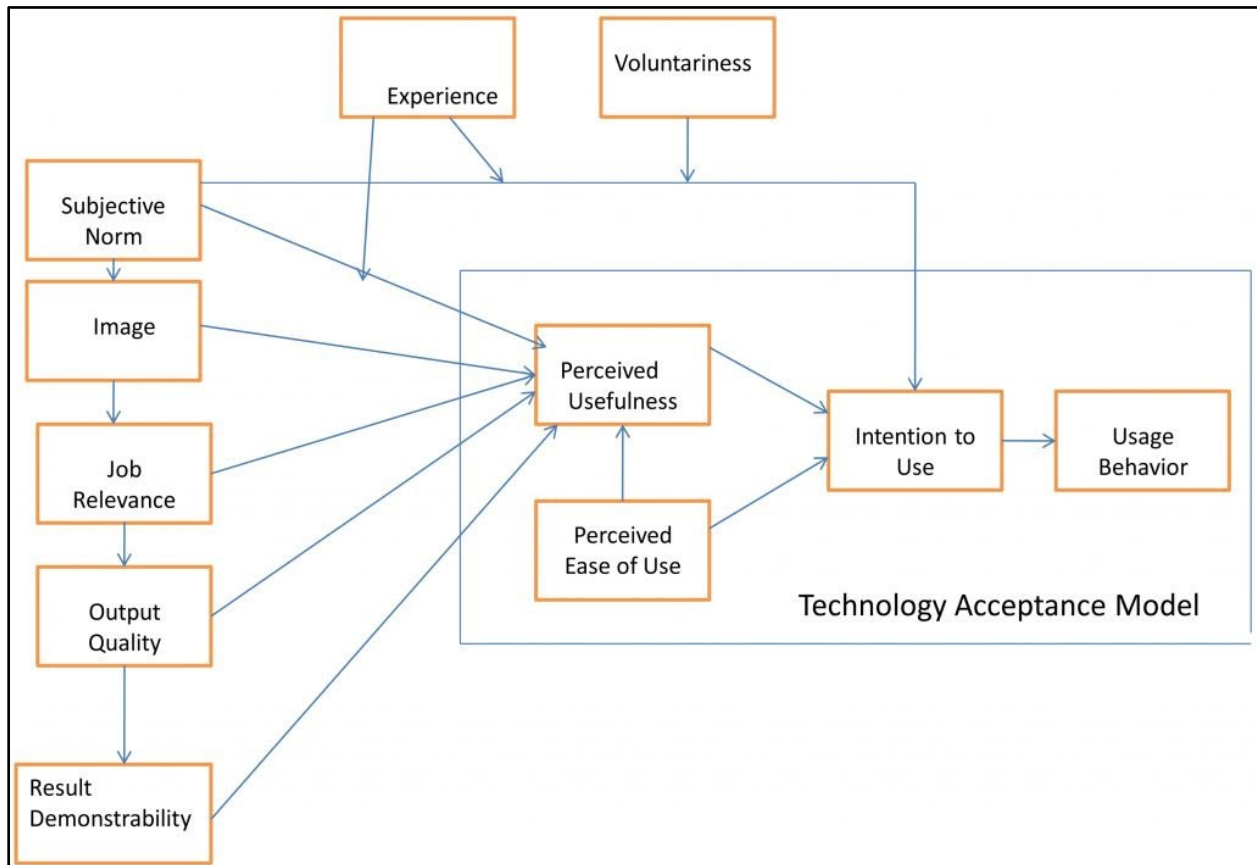 Experience
Voluntariness
Subjective
Norm
Image
Job
Relevance
Output
Quality
Result
Demonstrability
Perceived
Usefulness
Perceived
Ease of Use
Intention to
Use
Usage
Behavior
Technology Acceptance Model